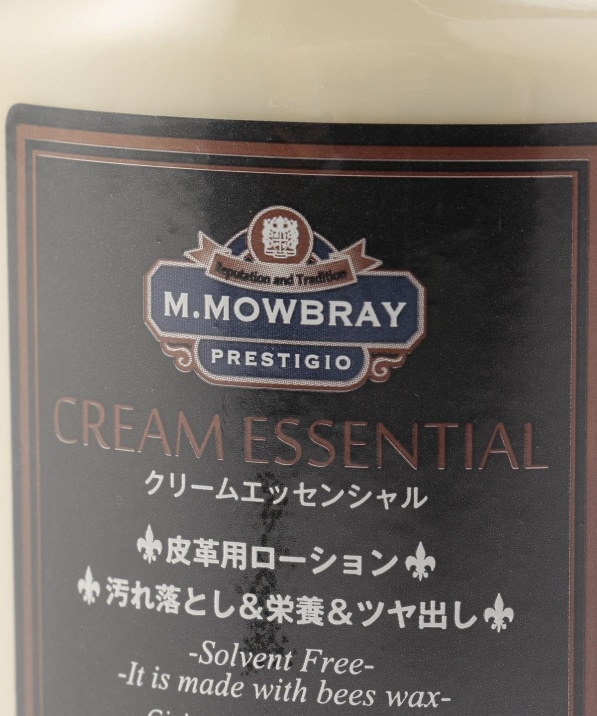 Reputation and Tradition
M.MOWBRAY
PRESTIGIO
CREAM ESSENTIAL
クリームエッセンシャル
皮革用ローション
汚れ落とし&栄養&ツヤ出し
-Solvent Free-
-It is made with bees wax-